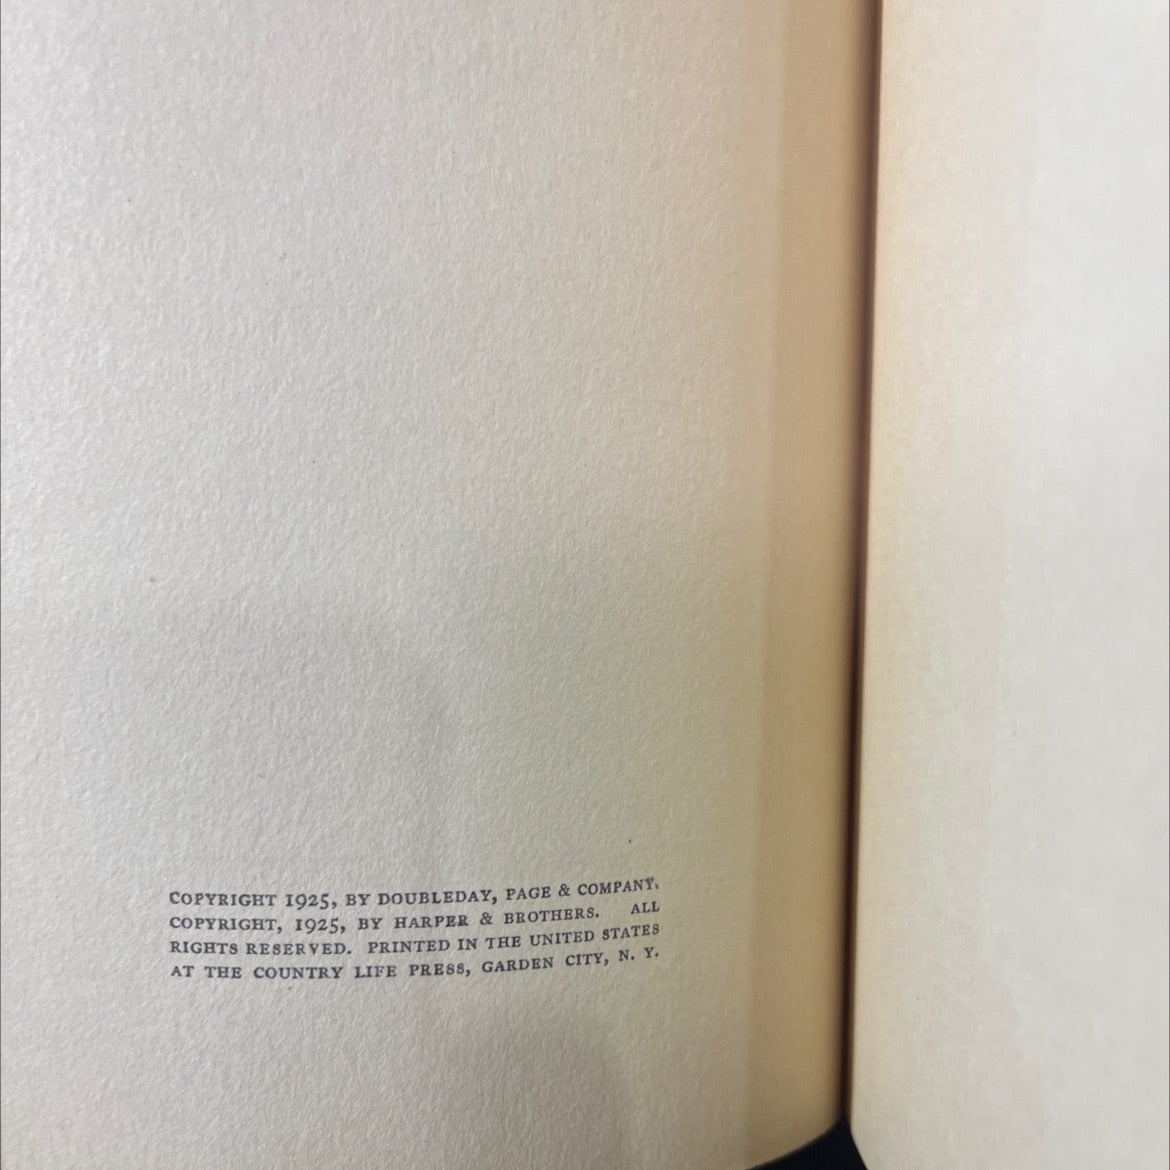 COPYRIGHT 1925, BY DOUBLEDAY, PAGE & COMPANY.
COPYRIGHT, 1925, BY HARPER & BROTHERS. ALL
RIGHTS RESERVED. PRINTED IN THE UNITED STATES
AT THE COUNTRY LIFE PRESS, GARDEN CITY, N. Y.